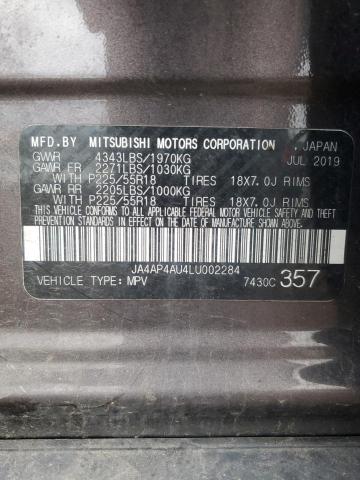 MFD.BY MITSUBISHI MOTORS CORPORATION , JAPAN
GVWR 4343LBS/1970KG JUL 2019
GAWR FR 2271LBS/1030KG
WITH P225/55R18 TIRES 18X7.0J RIMS
GAWR RR 2205LBS/1000KG
WITH P225/55R18 TIRES 18X7.0J RIMS
THIS VEHICLE CONFORMS TO ALL APPLICABLE FEDERAL
MOTOR VEHICLE SAFETY, BUMPER, AND THEFT
PREVENTION STANDARDS IN EFFECT ON THE DATE
OF MANUFACTURE SHOWN ABOVE.
JA4AP4AU4LU002284
VEHICLE TYPE: MPV 7430C 357